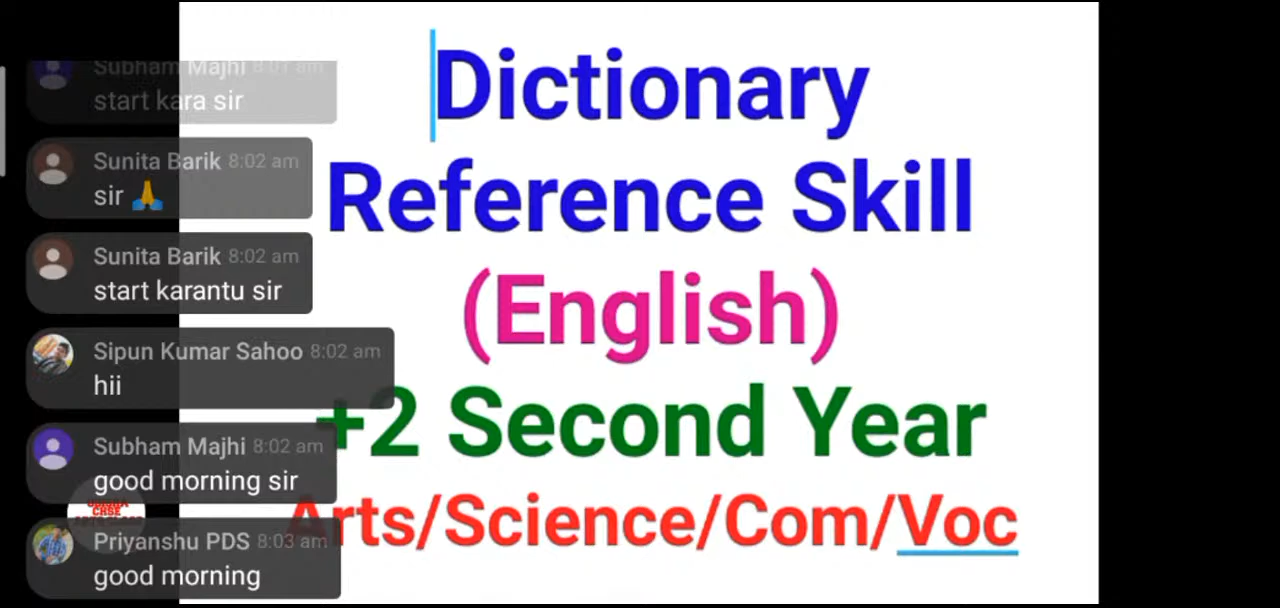 Subham Majhi 8:01 am
start kara sir
Sunita Barik 8:02 am
sir 🙏
Sunita Barik 8:02 am
start karantu sir
Sipun Kumar Sahoo 8:02 am
hii
Subham Majhi 8:02 am
good morning sir
Priyanshu PDS 8:03 am
good morning
Dictionary
Reference Skill
(English)
+2 Second Year
Arts/Science/Com/Voc